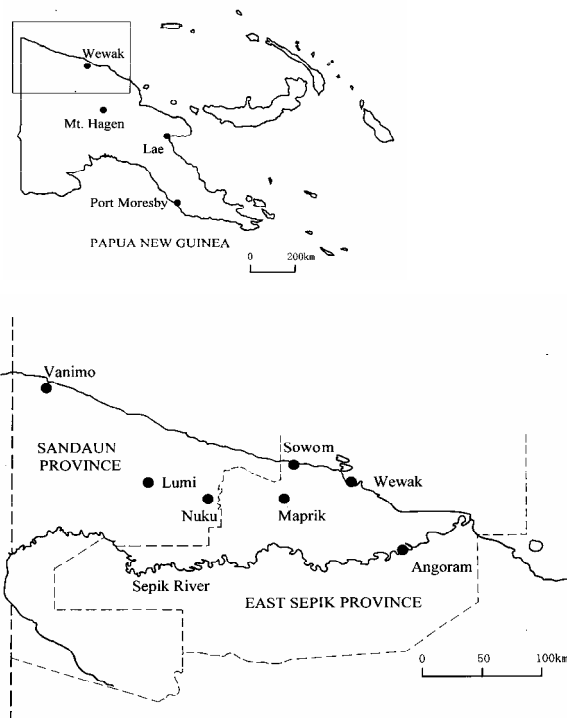 Wewak
Mt. Hagen
Lae
Port Moresby
PAPUA NEW GUINEA
0 200km
Vanimo
SANDAUN
PROVINCE
Sowom
Lumi
Wewak
Nuku
Maprik
Angoram
Sepik River
EAST SEPIK PROVINCE
0 50 100km